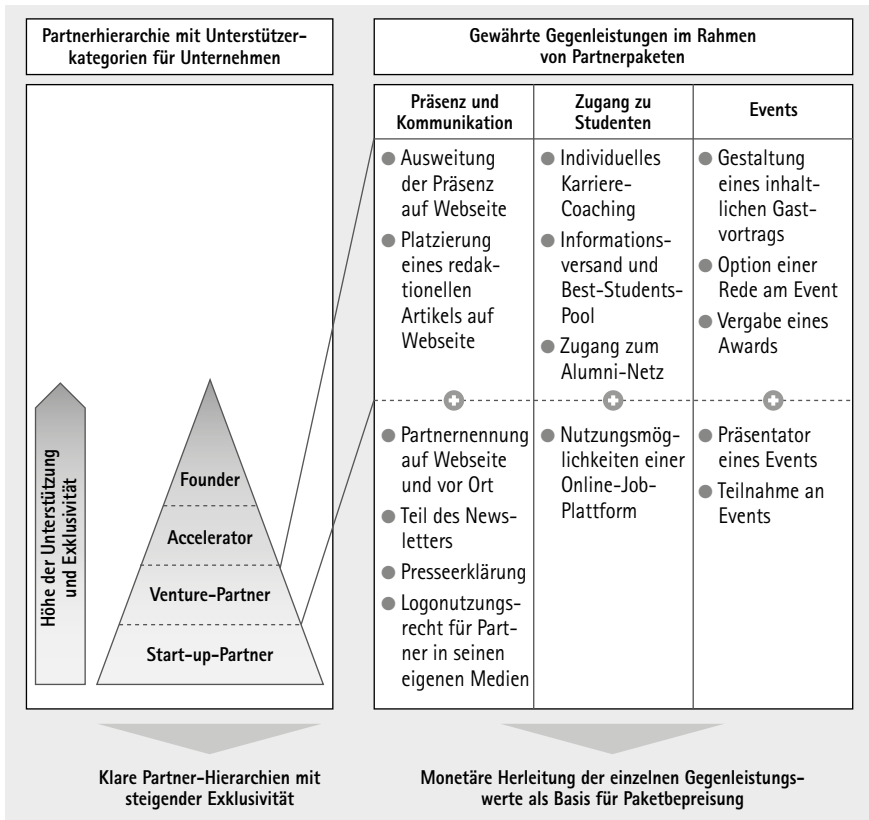 Partnerhierarchie mit Unterstützer-
kategorien für Unternehmen
Höhe der Unterstützung
und Exklusivität
Founder
Accelerator
Venture-Partner
Start-up-Partner
Klare Partner-Hierarchien mit
steigender Exklusivität
Gewährte Gegenleistungen im Rahmen
von Partnerpaketen
Präsenz und
Kommunikation
● Ausweitung
der Präsenz
auf Webseite
● Platzierung
eines redak-
tionellen
Artikels auf
Webseite
● Partnernennung
auf Webseite
und vor Ort
● Teil des News-
letters
● Presseerklärung
● Logonutzungs-
recht für Part-
ner in seinen
eigenen Medien
Zugang zu
Studenten
● Individuelles
Karriere-
Coaching
● Informations-
versand und
Best-Students-
Pool
● Zugang zum
Alumni-Netz
● Nutzungsmög-
lichkeiten einer
Online-Job-
Plattform
Events
● Gestaltung
eines inhalt-
lichen Gast-
vortrags
● Option einer
Rede am Event
● Vergabe eines
Awards
● Präsentator
eines Events
● Teilnahme an
Events
Monetäre Herleitung der einzelnen Gegenleistungs-
werte als Basis für Paketbepreisung